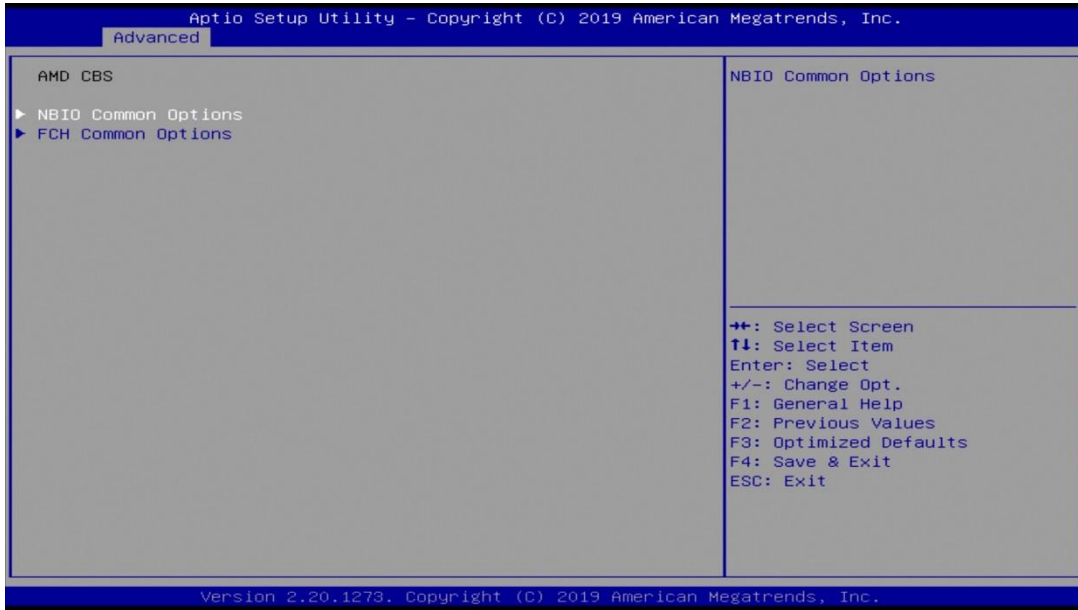 Aptio Setup Utility – Copyright (C) 2019 American Megatrends, Inc.
Advanced
AMD CBS
► NBIO Common Options
► FCH Common Options
NBIO Common Options
→←: Select Screen
↑↓: Select Item
Enter: Select
+/-: Change Opt.
F1: General Help
F2: Previous Values
F3: Optimized Defaults
F4: Save & Exit
ESC: Exit
Version 2.20.1273. Copyright (C) 2019 American Megatrends, Inc.